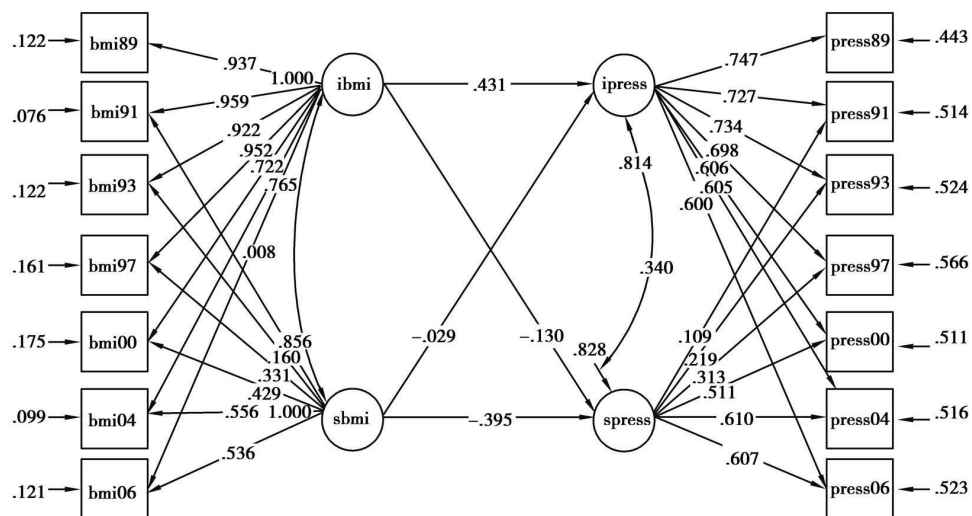 .122
bmi89
.937
1.000
ibmi
.431
ipress
.747
press89
.443
.076
bmi91
.959
.727
press91
.514
.922
.734
.952
.698
.722
.814
.606
.122
bmi93
.765
.605
press93
.524
.600
.008
.161
bmi97
.340
press97
.566
.175
bmi00
.856
−.029
−.130
.109
press00
.511
.160
.828
.219
.331
.313
.429
.511
.099
bmi04
.556
1.000
sbmi
−.395
spress
.610
press04
.516
.536
.607
.121
bmi06
press06
.523